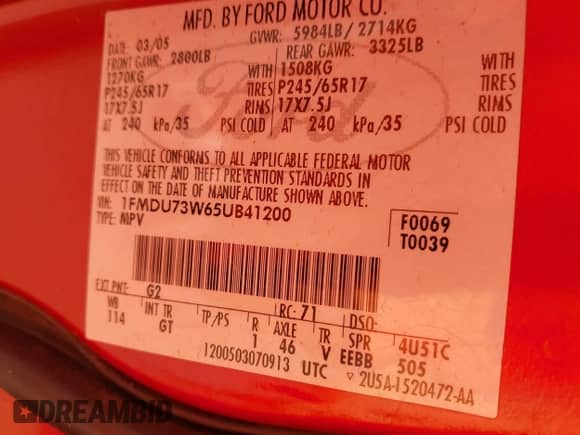 MFD. BY FORD MOTOR CO.
DATE: 03/05 GVWR: 5984LB/ 2714KG
FRONT GAWR: 2800LB REAR GAWR: 3325LB
1270KG WITH 1508KG WITH
P245/65R17 TIRES P245/65R17 TIRES
17X7.5J RIMS 17X7.5J RIMS
AT 240 kPa/35 PSI COLD AT 240 kPa/35 PSI COLD
THIS VEHICLE CONFORMS TO ALL APPLICABLE FEDERAL MOTOR
VEHICLE SAFETY AND THEFT PREVENTION STANDARDS IN
EFFECT ON THE DATE OF MANUFACTURE SHOWN ABOVE.
VIN: 1FMDU73W65UB41200 F0069
TYPE: MPV T0039
EXT PNT: G2 RC: 71 DSO:
WB INT TR TP/PS R AXLE TR SPR 4U51C
114 GT 1 46 V EEBB 505
1200503070913 UTC ▽2U5A-1520472-AA
Ford
DREAMBID